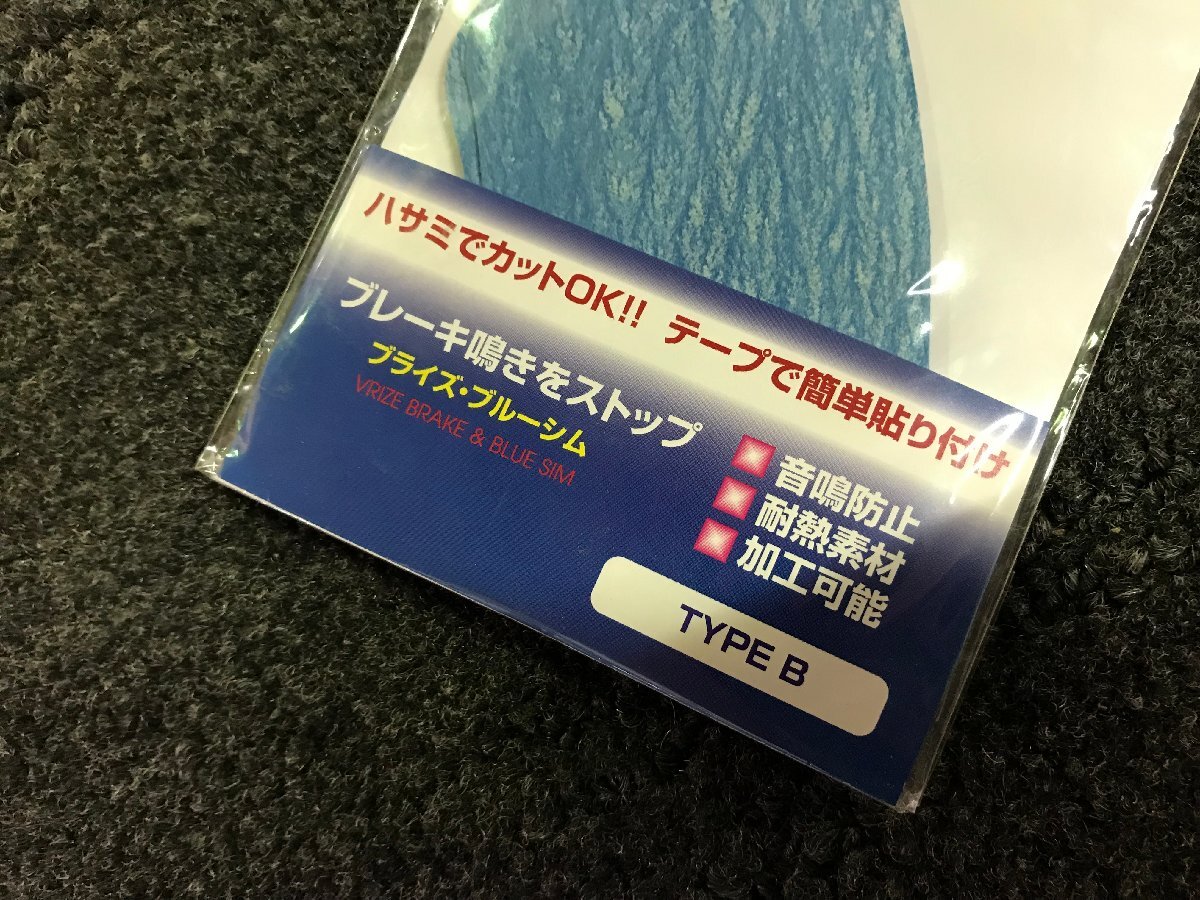 ハサミでカットOK!! テープで簡単貼り付け
ブレーキ鳴きをストップ
ブライズ・ブルーシム
VRIZE BRAKE & BLUE SIM
音鳴防止
耐熱素材
加工可能
TYPE B